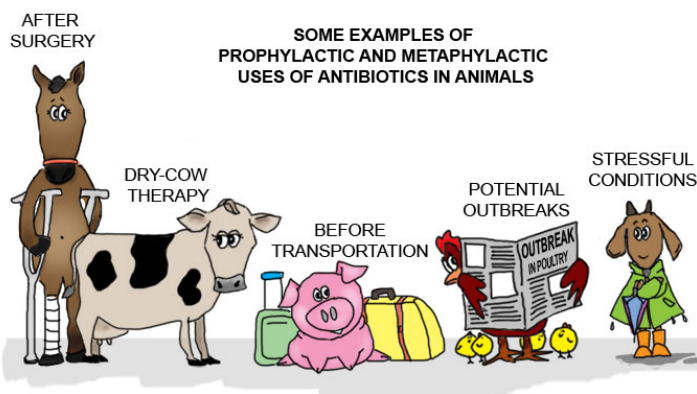 AFTER
SURGERY
SOME EXAMPLES OF
PROPHYLACTIC AND METAPHYLACTIC
USES OF ANTIBIOTICS IN ANIMALS
DRY-COW
THERAPY
BEFORE
TRANSPORTATION
POTENTIAL
OUTBREAKS
OUTBREAK
IN POULTRY
STRESSFUL
CONDITIONS